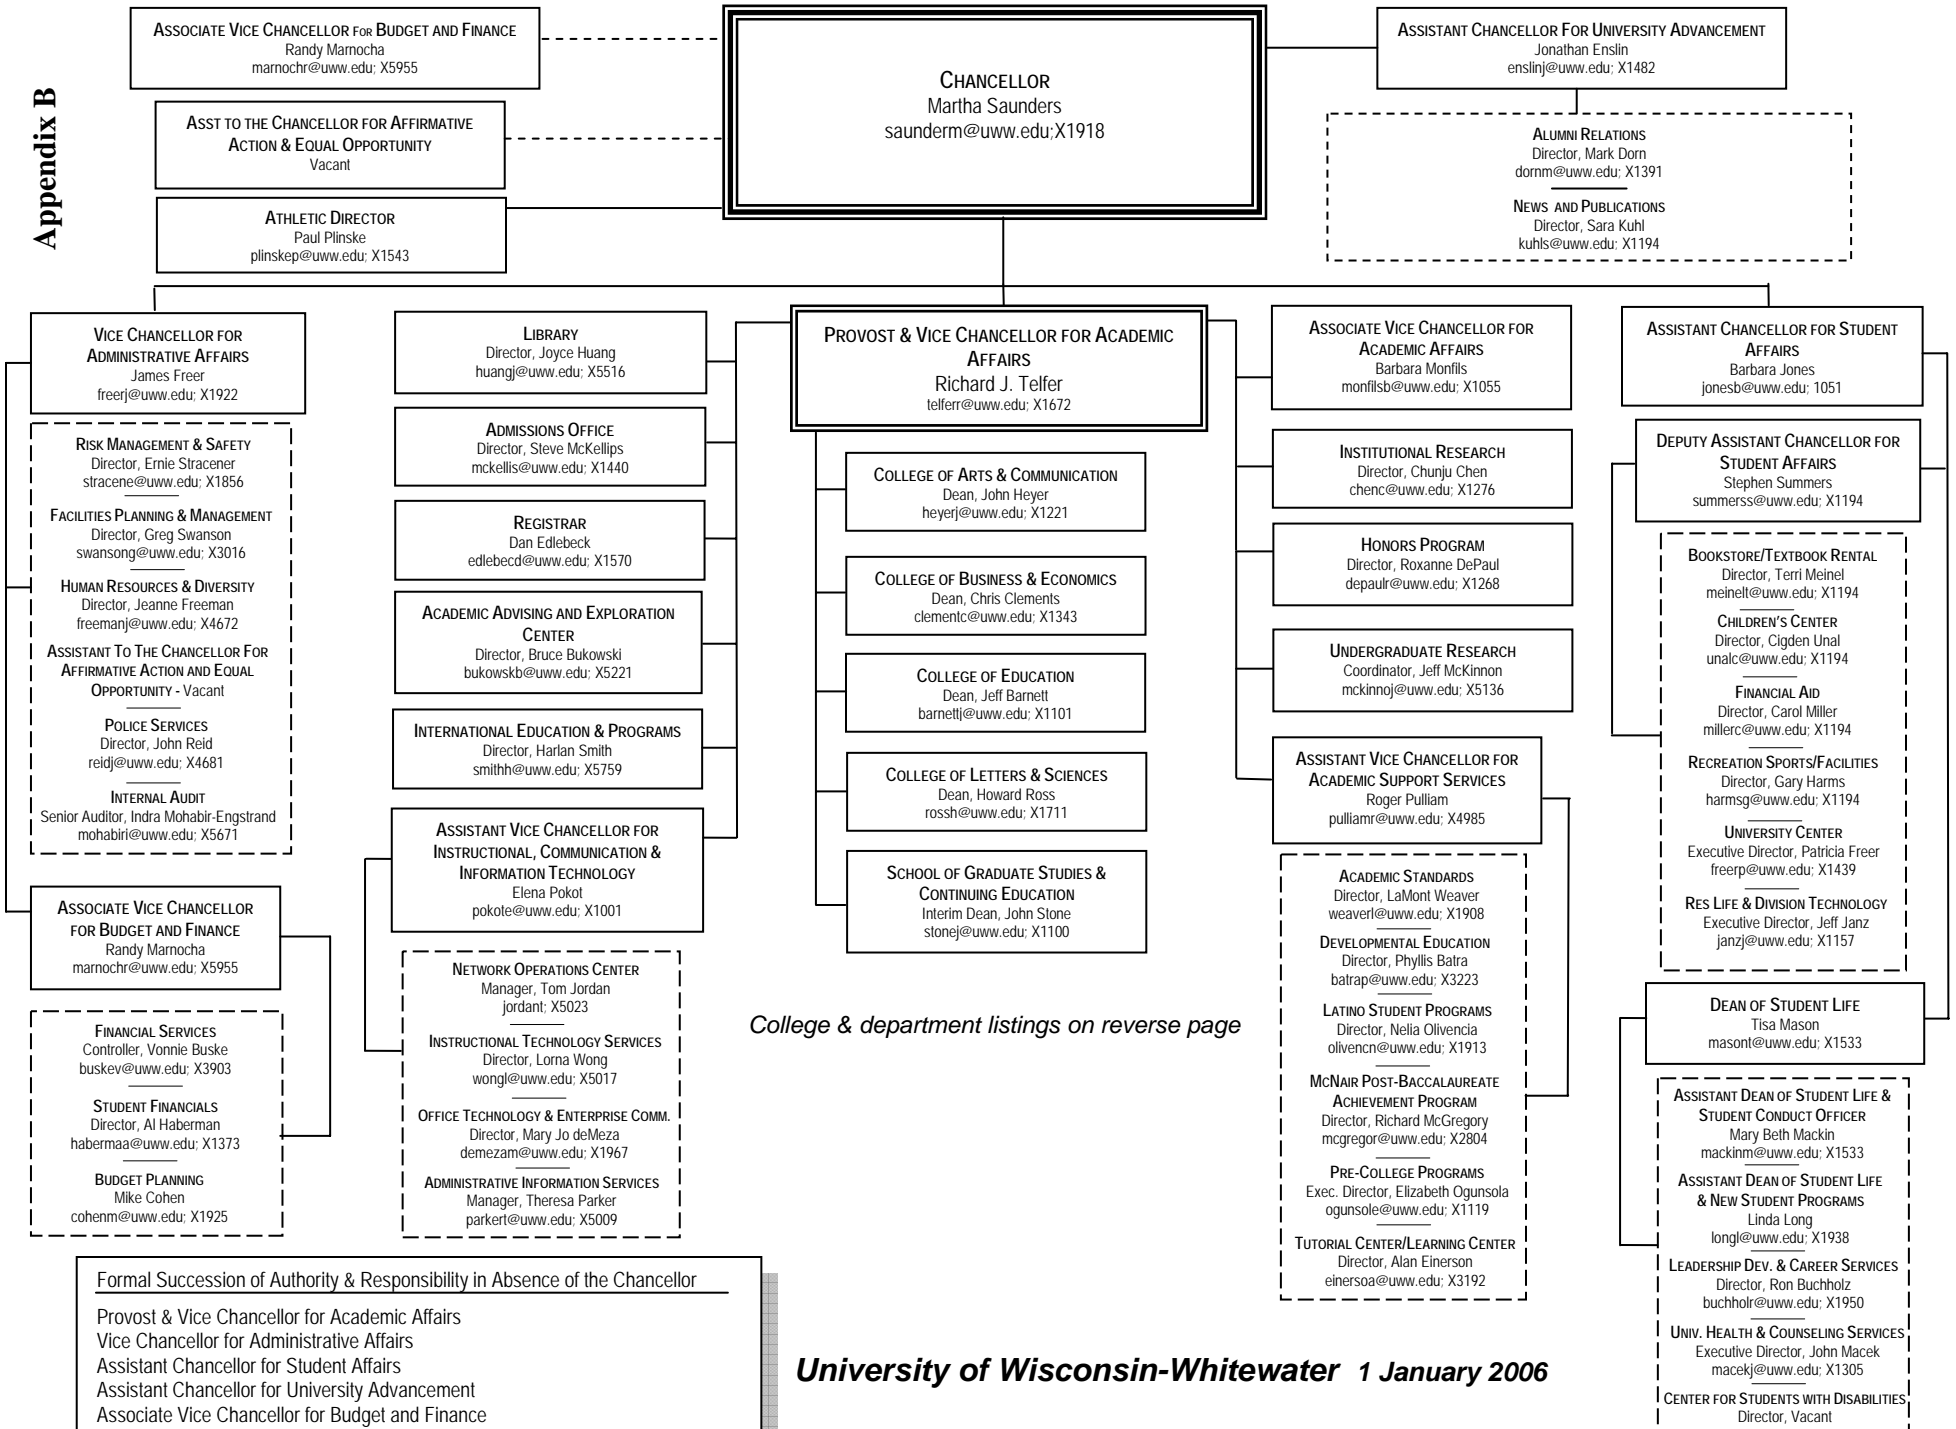 Appendix B
ASSOCIATE VICE CHANCELLOR FOR BUDGET AND FINANCE
Randy Marnocha
marnochr@uww.edu; X5955
ASST TO THE CHANCELLOR FOR AFFIRMATIVE
ACTION & EQUAL OPPORTUNITY
Vacant
ATHLETIC DIRECTOR
Paul Plinske
plinskep@uww.edu; X1543
CHANCELLOR
Martha Saunders
saunderm@uww.edu;X1918
ASSISTANT CHANCELLOR FOR UNIVERSITY ADVANCEMENT
Jonathan Enslin
enslinj@uww.edu; X1482
ALUMNI RELATIONS
Director, Mark Dorn
dornm@uww.edu; X1391
NEWS AND PUBLICATIONS
Director, Sara Kuhl
kuhls@uww.edu; X1194
VICE CHANCELLOR FOR
ADMINISTRATIVE AFFAIRS
James Freer
freerj@uww.edu; X1922
RISK MANAGEMENT & SAFETY
Director, Ernie Stracener
stracene@uww.edu; X1856
FACILITIES PLANNING & MANAGEMENT
Director, Greg Swanson
swansong@uww.edu; X3016
HUMAN RESOURCES & DIVERSITY
Director, Jeanne Freeman
freemanj@uww.edu; X4672
ASSISTANT TO THE CHANCELLOR FOR
AFFIRMATIVE ACTION AND EQUAL
OPPORTUNITY - Vacant
POLICE SERVICES
Director, John Reid
reidj@uww.edu; X4681
INTERNAL AUDIT
Senior Auditor, Indra Mohabir-Engstrand
mohabiri@uww.edu; X5671
ASSOCIATE VICE CHANCELLOR
FOR BUDGET AND FINANCE
Randy Marnocha
marnochr@uww.edu; X5955
FINANCIAL SERVICES
Controller, Vonnie Buske
buskev@uww.edu; X3903
STUDENT FINANCIALS
Director, Al Haberman
habermaa@uww.edu; X1373
BUDGET PLANNING
Mike Cohen
cohenm@uww.edu; X1925
LIBRARY
Director, Joyce Huang
huangj@uww.edu; X5516
ADMISSIONS OFFICE
Director, Steve McKellips
mckellis@uww.edu; X1440
REGISTRAR
Dan Edlebeck
edlebecd@uww.edu; X1570
ACADEMIC ADVISING AND EXPLORATION
CENTER
Director, Bruce Bukowski
bukowskb@uww.edu; X5221
INTERNATIONAL EDUCATION & PROGRAMS
Director, Harlan Smith
smithh@uww.edu; X5759
ASSISTANT VICE CHANCELLOR FOR
INSTRUCTIONAL, COMMUNICATION &
INFORMATION TECHNOLOGY
Elena Pokot
pokote@uww.edu; X1001
NETWORK OPERATIONS CENTER
Manager, Tom Jordan
jordant; X5023
INSTRUCTIONAL TECHNOLOGY SERVICES
Director, Lorna Wong
wongl@uww.edu; X5017
OFFICE TECHNOLOGY & ENTERPRISE COMM.
Director, Mary Jo deMeza
demezam@uww.edu; X1967
ADMINISTRATIVE INFORMATION SERVICES
Manager, Theresa Parker
parkert@uww.edu; X5009
PROVOST & VICE CHANCELLOR FOR ACADEMIC
AFFAIRS
Richard J. Telfer
telferr@uww.edu; X1672
COLLEGE OF ARTS & COMMUNICATION
Dean, John Heyer
heyerj@uww.edu; X1221
COLLEGE OF BUSINESS & ECONOMICS
Dean, Chris Clements
clementc@uww.edu; X1343
COLLEGE OF EDUCATION
Dean, Jeff Barnett
barnettj@uww.edu; X1101
COLLEGE OF LETTERS & SCIENCES
Dean, Howard Ross
rossh@uww.edu; X1711
SCHOOL OF GRADUATE STUDIES &
CONTINUING EDUCATION
Interim Dean, John Stone
stonej@uww.edu; X1100
College & department listings on reverse page
ASSOCIATE VICE CHANCELLOR FOR
ACADEMIC AFFAIRS
Barbara Monfils
monfilsb@uww.edu; X1055
INSTITUTIONAL RESEARCH
Director, Chunju Chen
chenc@uww.edu; X1276
HONORS PROGRAM
Director, Roxanne DePaul
depaulr@uww.edu; X1268
UNDERGRADUATE RESEARCH
Coordinator, Jeff McKinnon
mckinnoj@uww.edu; X5136
ASSISTANT VICE CHANCELLOR FOR
ACADEMIC SUPPORT SERVICES
Roger Pulliam
pulliamr@uww.edu; X4985
ACADEMIC STANDARDS
Director, LaMont Weaver
weaverl@uww.edu; X1908
DEVELOPMENTAL EDUCATION
Director, Phyllis Batra
batrap@uww.edu; X3223
LATINO STUDENT PROGRAMS
Director, Nelia Olivencia
olivencn@uww.edu; X1913
MCNAIR POST-BACCALAUREATE
ACHIEVEMENT PROGRAM
Director, Richard McGregory
mcgregor@uww.edu; X2804
PRE-COLLEGE PROGRAMS
Exec. Director, Elizabeth Ogunsola
ogunsole@uww.edu; X1119
TUTORIAL CENTER/LEARNING CENTER
Director, Alan Einerson
einersoa@uww.edu; X3192
ASSISTANT CHANCELLOR FOR STUDENT
AFFAIRS
Barbara Jones
jonesb@uww.edu; 1051
DEPUTY ASSISTANT CHANCELLOR FOR
STUDENT AFFAIRS
Stephen Summers
summerss@uww.edu; X1194
BOOKSTORE/TEXTBOOK RENTAL
Director, Terri Meinel
meinelt@uww.edu; X1194
CHILDREN'S CENTER
Director, Cigden Unal
unalc@uww.edu; X1194
FINANCIAL AID
Director, Carol Miller
millerc@uww.edu; X1194
RECREATION SPORTS/FACILITIES
Director, Gary Harms
harmsg@uww.edu; X1194
UNIVERSITY CENTER
Executive Director, Patricia Freer
freerp@uww.edu; X1439
RES LIFE & DIVISION TECHNOLOGY
Executive Director, Jeff Janz
janzj@uww.edu; X1157
DEAN OF STUDENT LIFE
Tisa Mason
masont@uww.edu; X1533
ASSISTANT DEAN OF STUDENT LIFE &
STUDENT CONDUCT OFFICER
Mary Beth Mackin
mackinm@uww.edu; X1533
ASSISTANT DEAN OF STUDENT LIFE
& NEW STUDENT PROGRAMS
Linda Long
longl@uww.edu; X1938
LEADERSHIP DEV. & CAREER SERVICES
Director, Ron Buchholz
buchholr@uww.edu; X1950
UNIV. HEALTH & COUNSELING SERVICES
Executive Director, John Macek
macekj@uww.edu; X1305
CENTER FOR STUDENTS WITH DISABILITIES
Director, Vacant
Formal Succession of Authority & Responsibility in Absence of the Chancellor
Provost & Vice Chancellor for Academic Affairs
Vice Chancellor for Administrative Affairs
Assistant Chancellor for Student Affairs
Assistant Chancellor for University Advancement
Associate Vice Chancellor for Budget and Finance
University of Wisconsin-Whitewater 1 January 2006